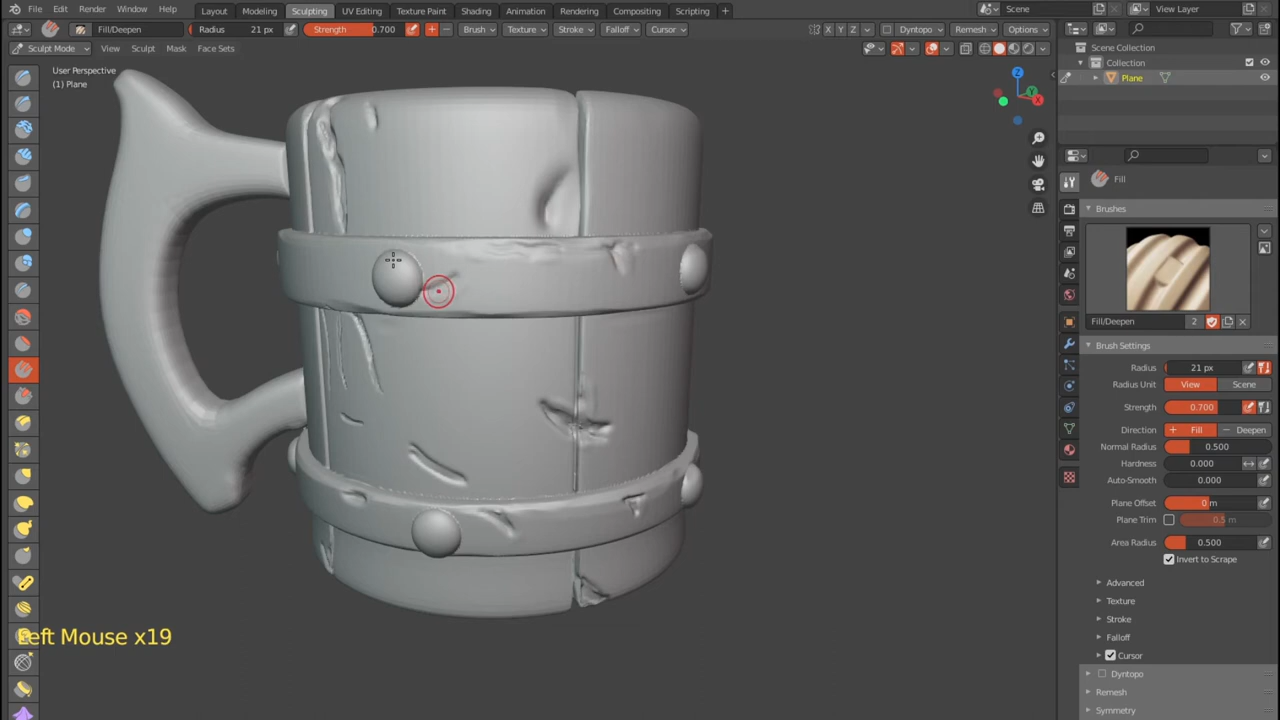 File Edit Render Window Help Layout Modeling Sculpting UV Editing Texture Paint Shading Animation Rendering Compositing Scripting + Scene View Layer
Fill/Deepen Radius 21 px Strength 0.700 + − Brush Texture Stroke Falloff Cursor X Y Z Dyntopo Remesh Options
Sculpt Mode View Sculpt Mask Face Sets
Scene Collection
Collection
Plane
User Perspective
(1) Plane
Z
Y
X
Fill
Brushes
Fill/Deepen 2
Brush Settings
Radius 21 px
Radius Unit View Scene
Strength 0.700
Direction + Fill − Deepen
Normal Radius 0.500
Hardness 0.000
Auto-Smooth 0.000
Plane Offset 0 m
Plane Trim 0.5 m
Area Radius 0.500
Invert to Scrape
Advanced
Texture
Stroke
Falloff
Cursor
Dyntopo
Remesh
Symmetry
Left Mouse x19